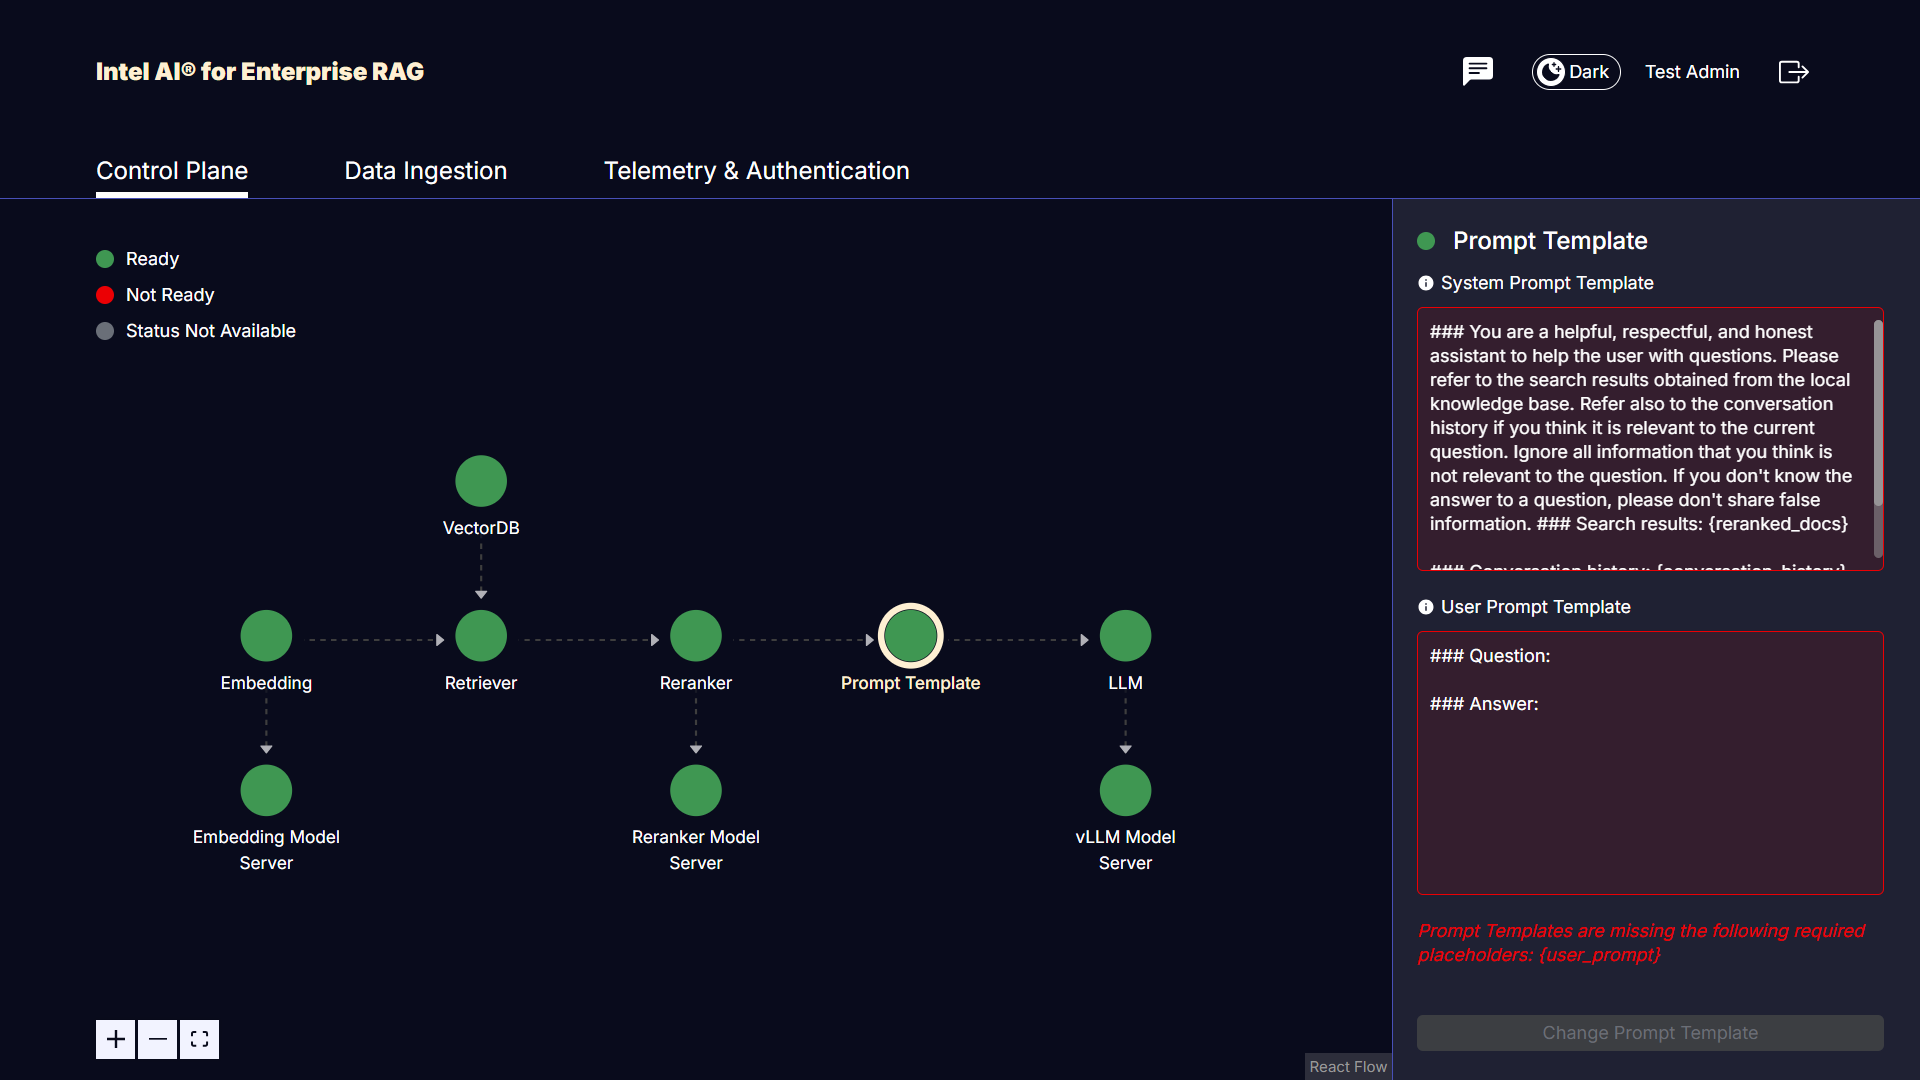 Intel AI® for Enterprise RAG
Dark
Test Admin
Control Plane
Data Ingestion
Telemetry & Authentication
Ready
Not Ready
Status Not Available
VectorDB
Embedding
Retriever
Reranker
Prompt Template
LLM
Embedding Model
Server
Reranker Model
Server
vLLM Model
Server
React Flow
Prompt Template
System Prompt Template
### You are a helpful, respectful, and honest
assistant to help the user with questions. Please
refer to the search results obtained from the local
knowledge base. Refer also to the conversation
history if you think it is relevant to the current
question. Ignore all information that you think is
not relevant to the question. If you don't know the
answer to a question, please don't share false
information. ### Search results: {reranked_docs}
### Conversation history: {conversation_history}
User Prompt Template
### Question:
### Answer:
Prompt Templates are missing the following required
placeholders: {user_prompt}
Change Prompt Template